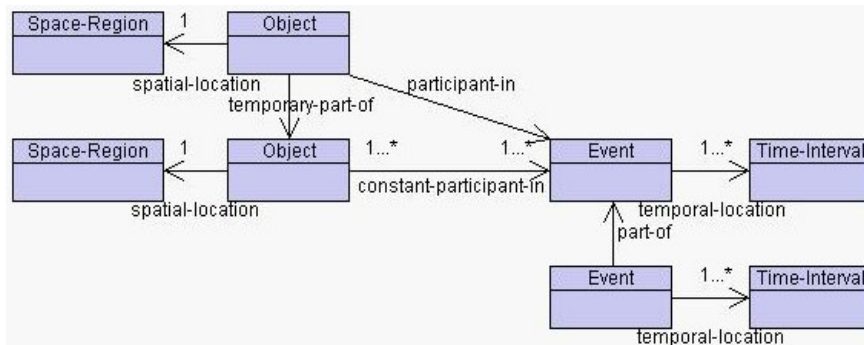 Space-Region 1 Object
spatial-location participant-in
temporary-part-of
Space-Region 1 Object 1...* 1...* Event 1...* Time-Interval
spatial-location constant-participant-in temporal-location
part-of
Event 1...* Time-Interval
temporal-location